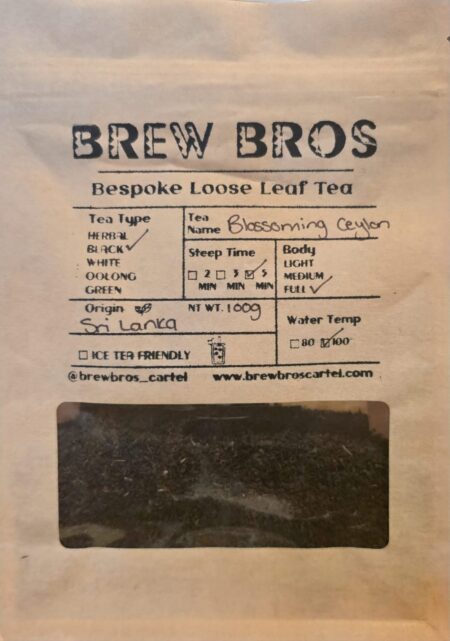 BREW BROS
Bespoke Loose Leaf Tea
Tea Type
HERBAL
BLACK
WHITE
OOLONG
GREEN
Tea Name Blossoming Ceylon
Steep Time
2 3 5
MIN MIN MIN
Body
LIGHT
MEDIUM
FULL
Origin
Sri Lanka
NT WT. 100g
Water Temp
80 100
ICE TEA FRIENDLY
@brewbros_cartel www.brewbroscartel.com